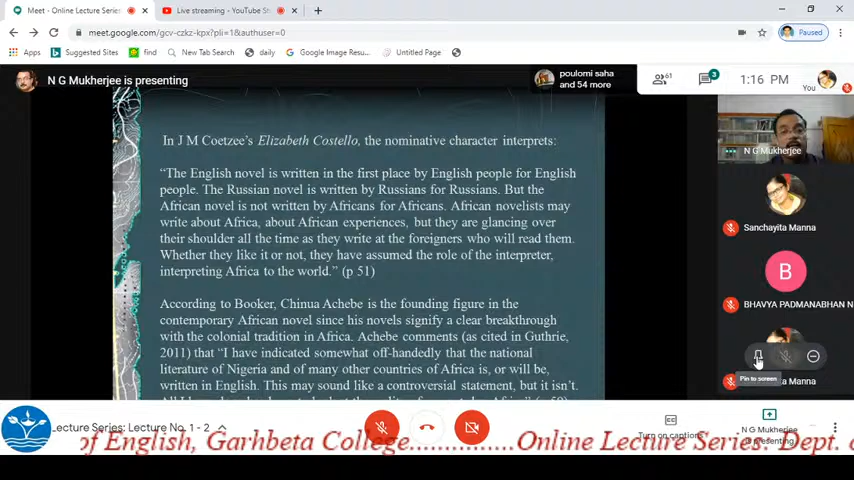 Meet - Online Lecture Series:
Live streaming - YouTube St
meet.google.com/gcv-czkz-kpx?pli=1&authuser=0
Paused
Apps
Suggested Sites
find
New Tab Search
daily
Google Image Resu...
Untitled Page
N G Mukherjee is presenting
poulomi saha
and 54 more
61
3
1:16 PM
You
In J M Coetzee's Elizabeth Costello, the nominative character interprets:
“The English novel is written in the first place by English people for English
people. The Russian novel is written by Russians for Russians. But the
African novel is not written by Africans for Africans. African novelists may
write about Africa, about African experiences, but they are glancing over
their shoulder all the time as they write at the foreigners who will read them.
Whether they like it or not, they have assumed the role of the interpreter,
interpreting Africa to the world.” (p 51)
According to Booker, Chinua Achebe is the founding figure in the
contemporary African novel since his novels signify a clear breakthrough
with the colonial tradition in Africa. Achebe comments (as cited in Guthrie,
2011) that “I have indicated somewhat off-handedly that the national
literature of Nigeria and of many other countries of Africa is, or will be,
written in English. This may sound like a controversial statement, but it isn't.
N G Mukherjee
Sanchayita Manna
B
BHAVYA PADMANABHAN N
Pin to screen
Manna
Lecture Series: Lecture No. 1 - 2
Turn on captions
N G Mukherjee
is presenting
of English, Garhbeta College...............Online Lecture Series: Dept. o